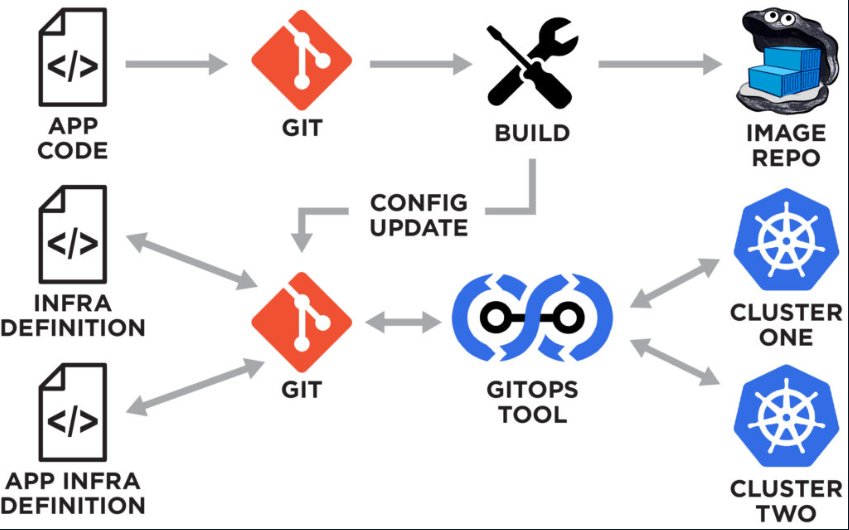 </>
APP
CODE
GIT
BUILD
IMAGE
REPO
CONFIG
UPDATE
</>
INFRA
DEFINITION
GIT
GITOPS
TOOL
CLUSTER
ONE
</>
APP INFRA
DEFINITION
CLUSTER
TWO